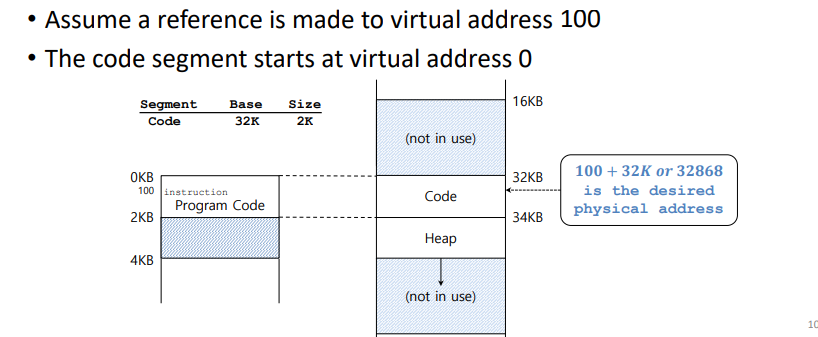 • Assume a reference is made to virtual address 100
• The code segment starts at virtual address 0
Segment Base Size
Code 32K 2K
16KB
(not in use)
0KB
100 instruction
Program Code
2KB
4KB
32KB
Code
34KB
Heap
(not in use)
100 + 32K or 32868
is the desired
physical address
10